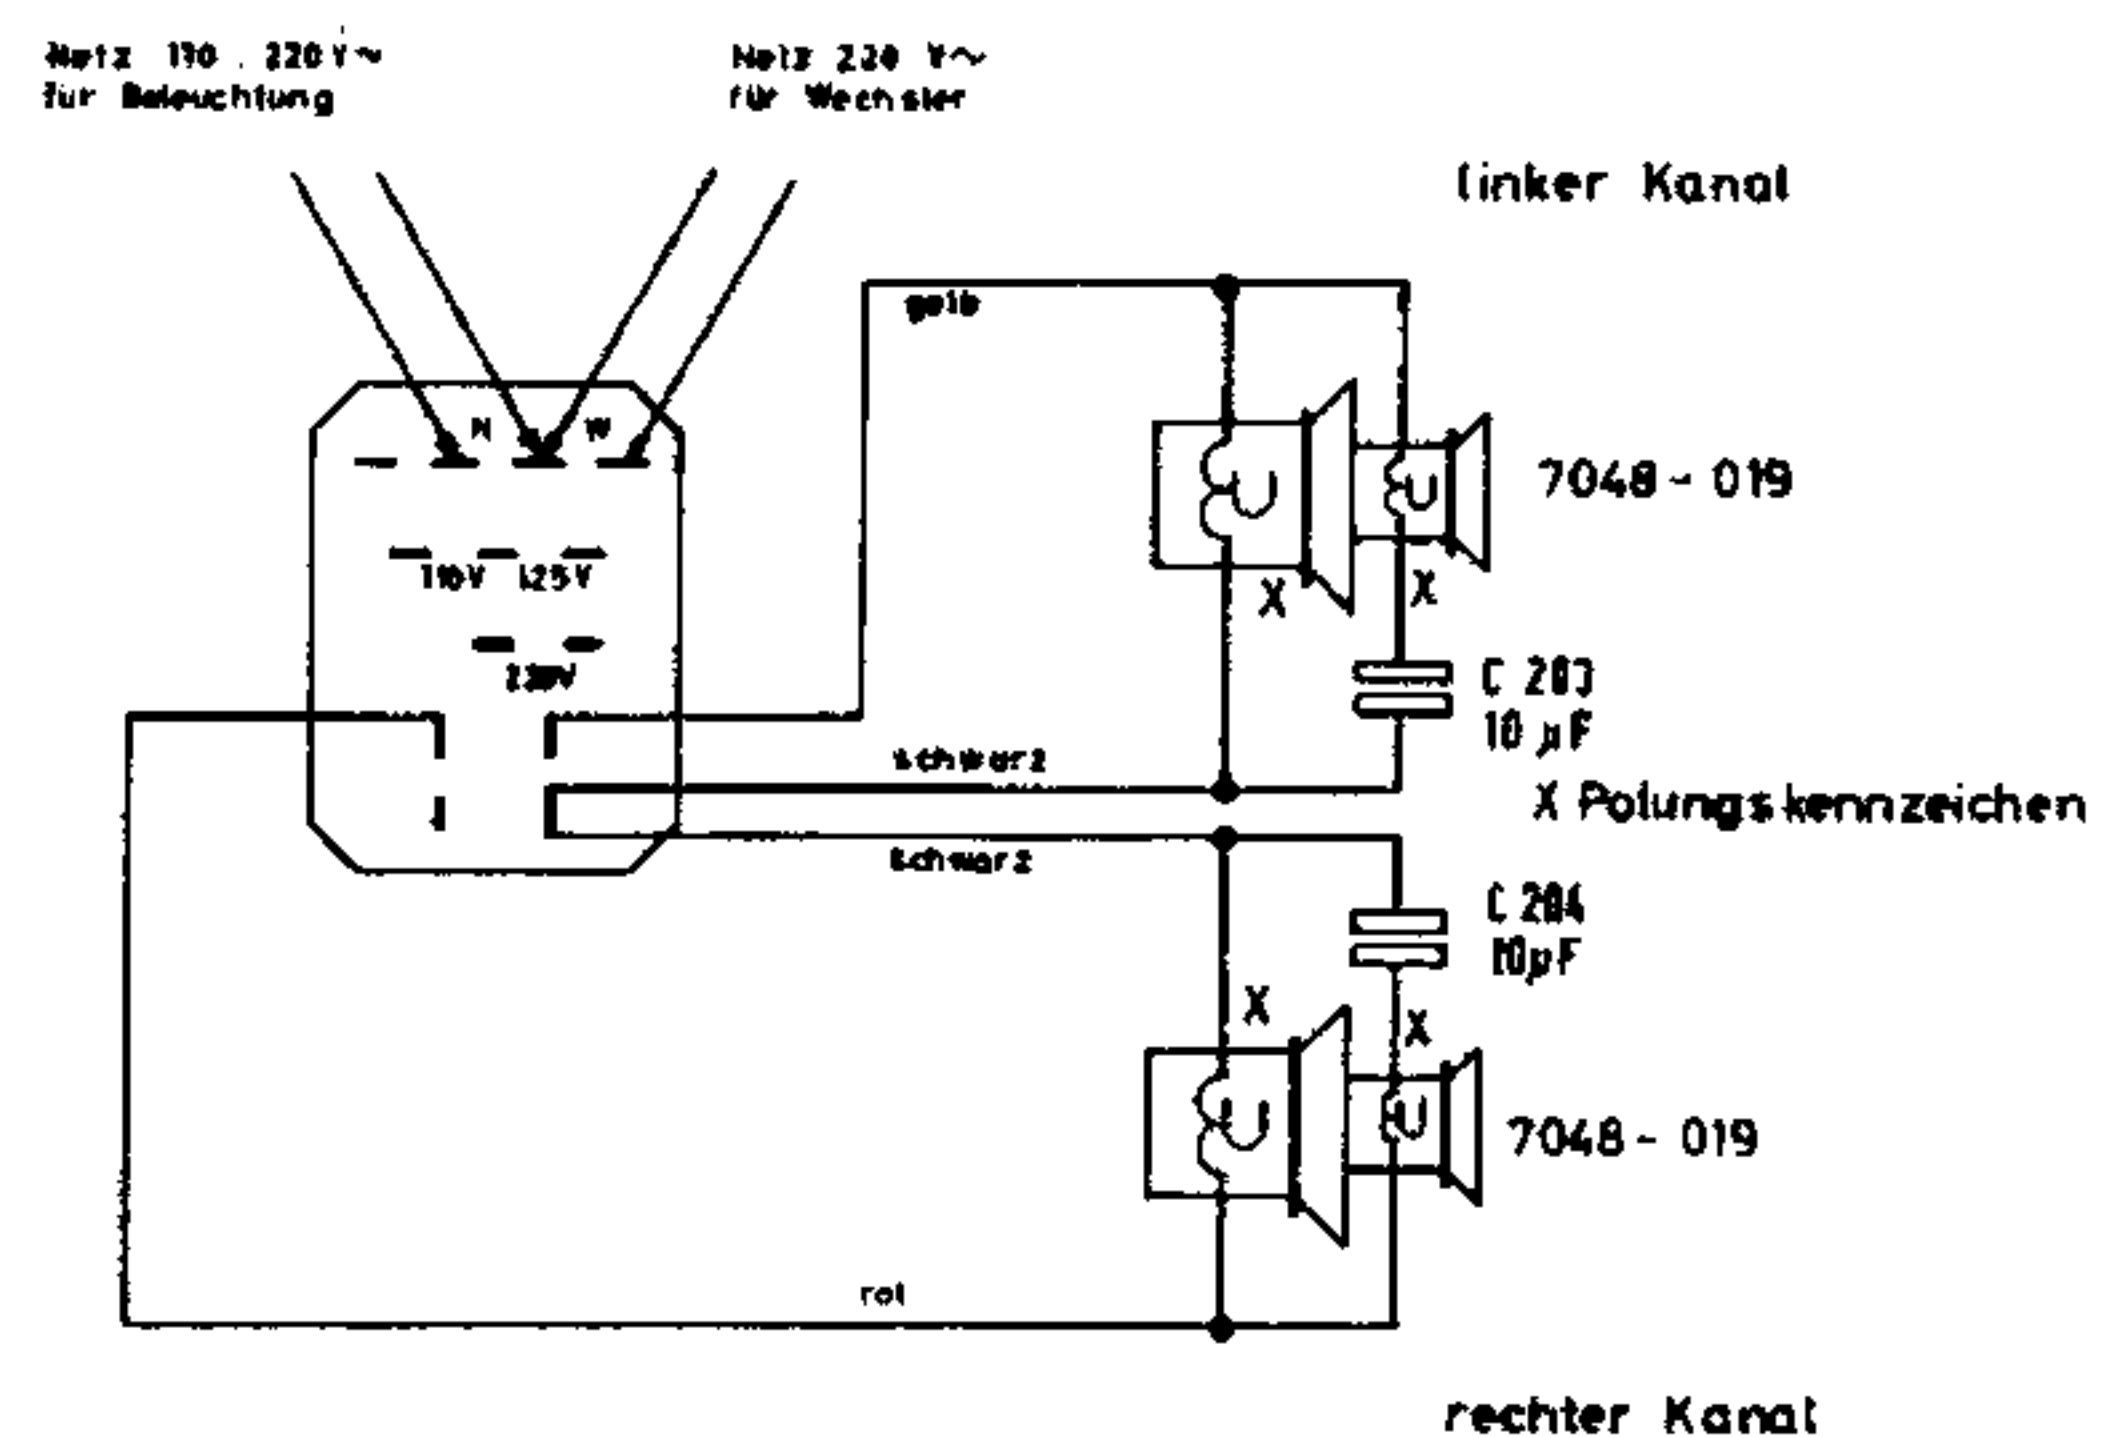 Netz 110 . 220 V~
für Beleuchtung
Netz 220 V~
für Wechsler
linker Kanal
gelb
N
W
7048 - 019
110V 125V
X
X
220V
C 203
10 µF
schwarz
X Polungskennzeichen
schwarz
C 204
10µF
X
X
7048 - 019
rot
rechter Kanal